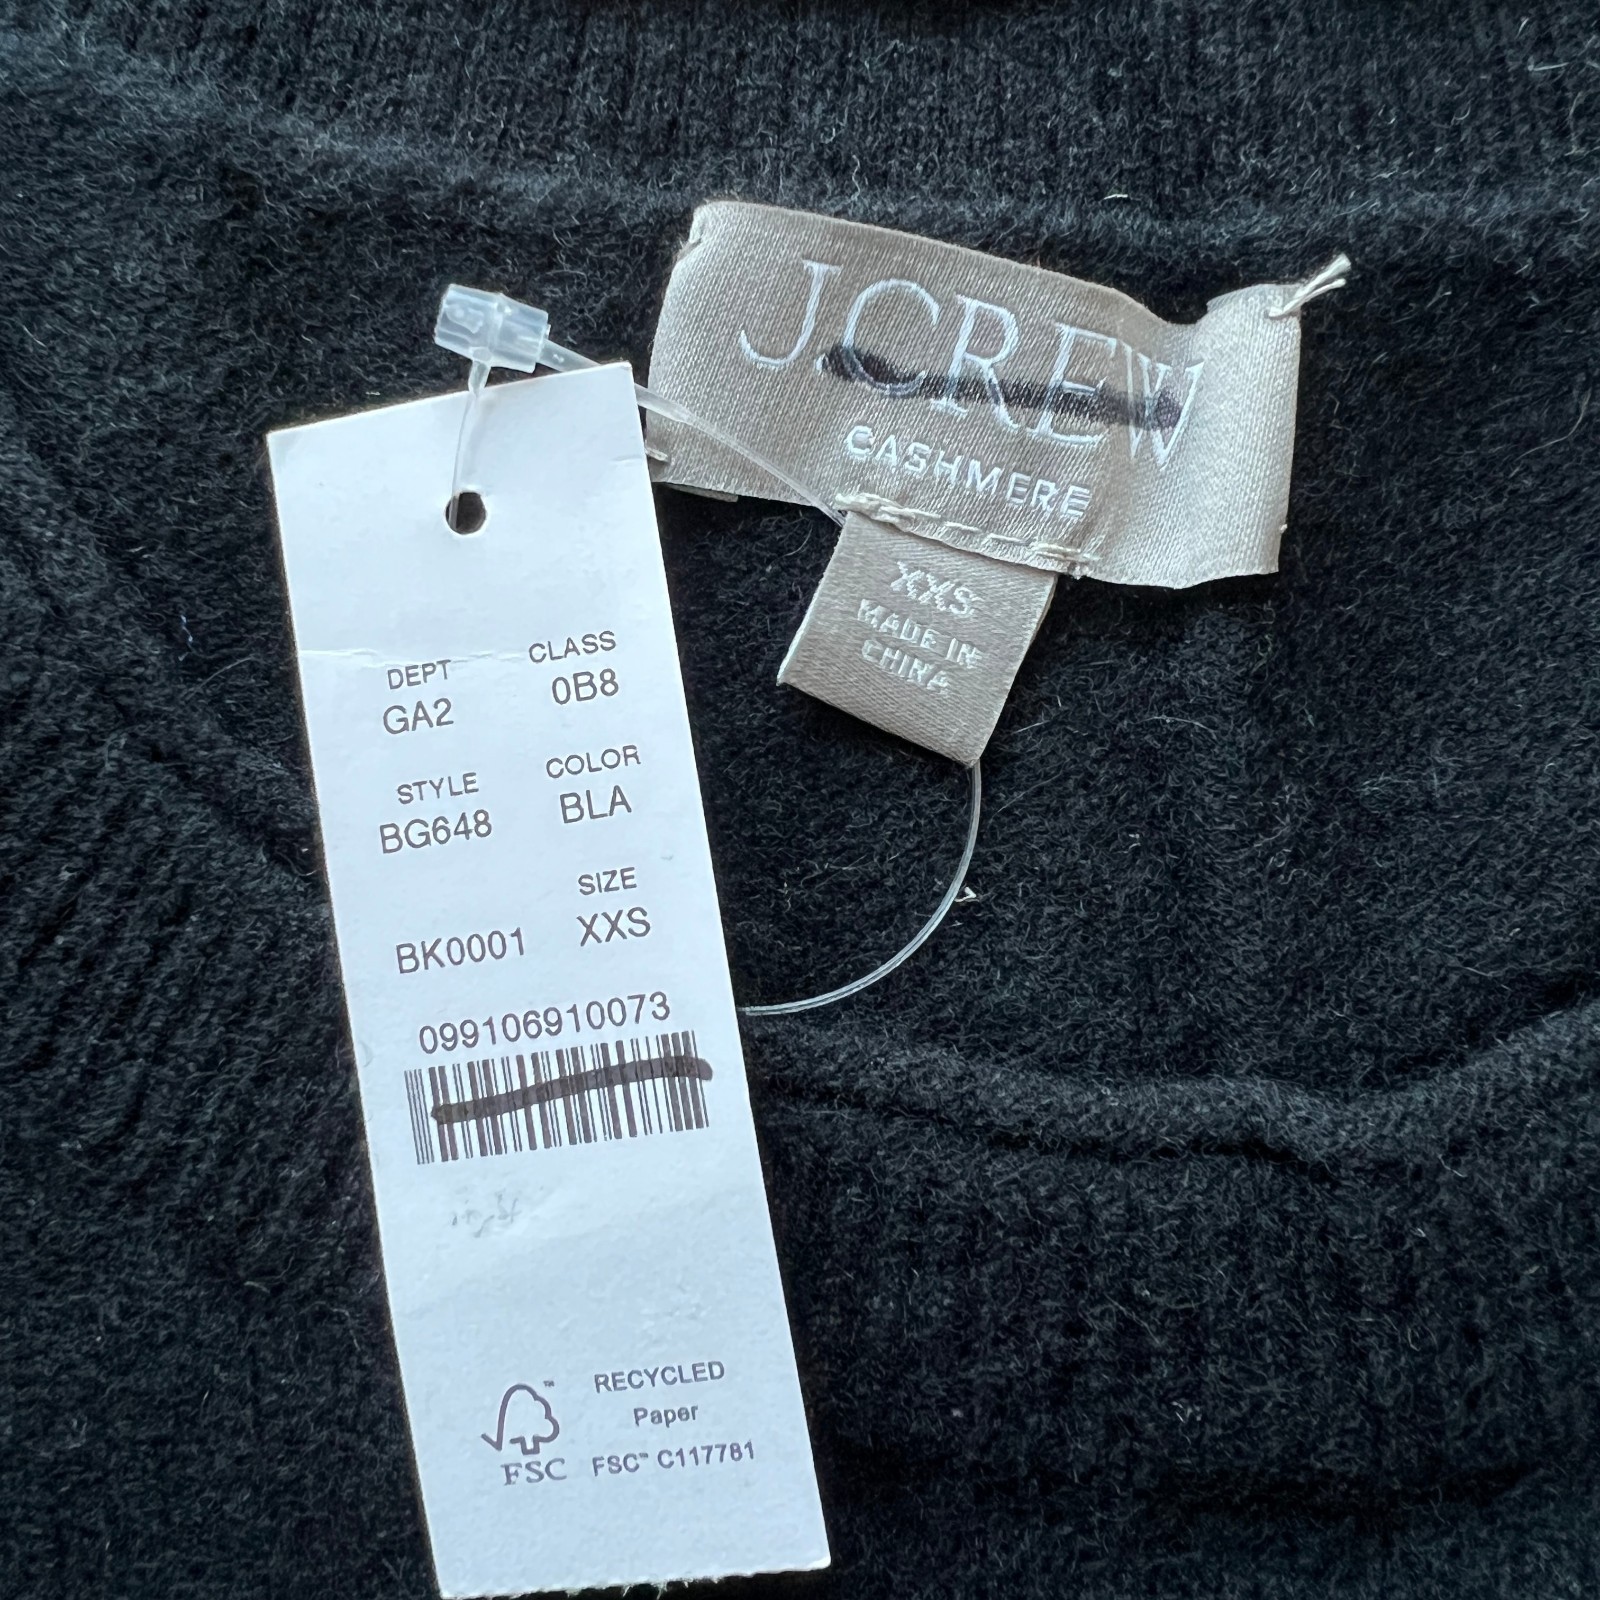 J.CREW
CASHMERE
XXS
MADE IN
CHINA
DEPT CLASS
GA2 0B8
STYLE COLOR
BG648 BLA
SIZE
BK0001 XXS
099106910073
RECYCLED
Paper
FSC™ C117781
™
FSC